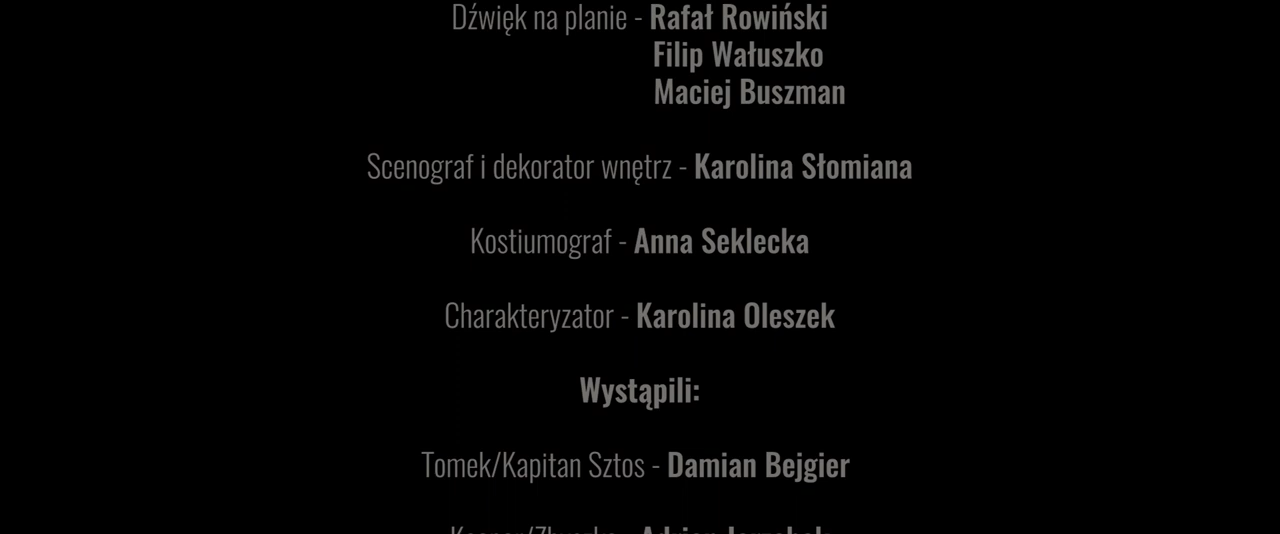 Dźwięk na planie - Rafał Rowiński
Filip Wałuszko
Maciej Buszman
Scenograf i dekorator wnętrz - Karolina Słomiana
Kostiumograf - Anna Seklecka
Charakteryzator - Karolina Oleszek
Wystąpili:
Tomek/Kapitan Sztos - Damian Bejgier